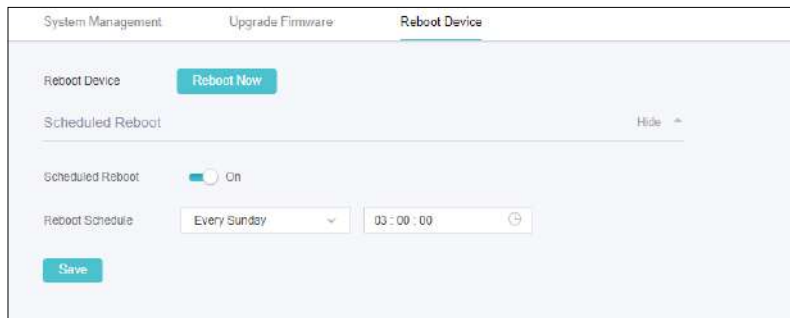 System Management Upgrade Firmware Reboot Device
Reboot Device Reboot Now
Scheduled Reboot Hide
Scheduled Reboot On
Reboot Schedule Every Sunday 03 : 00 : 00
Save